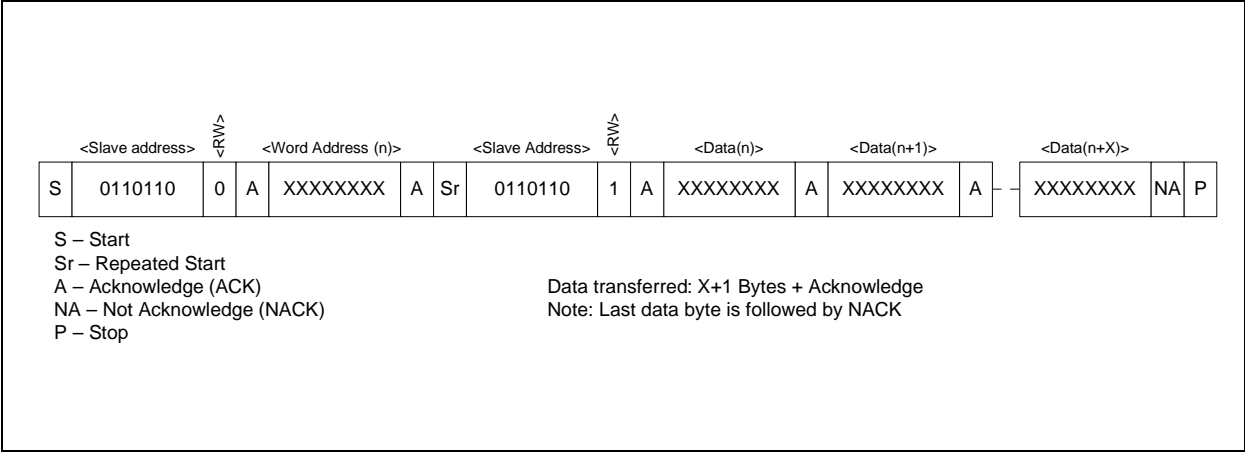 <Slave address> <RW> <Word Address (n)> <Slave Address> <RW> <Data(n)> <Data(n+1)> <Data(n+X)>
S 0110110 0 A XXXXXXXX A Sr 0110110 1 A XXXXXXXX A XXXXXXXX A XXXXXXXX NA P
S – Start
Sr – Repeated Start
A – Acknowledge (ACK)
NA – Not Acknowledge (NACK)
P – Stop
Data transferred: X+1 Bytes + Acknowledge
Note: Last data byte is followed by NACK